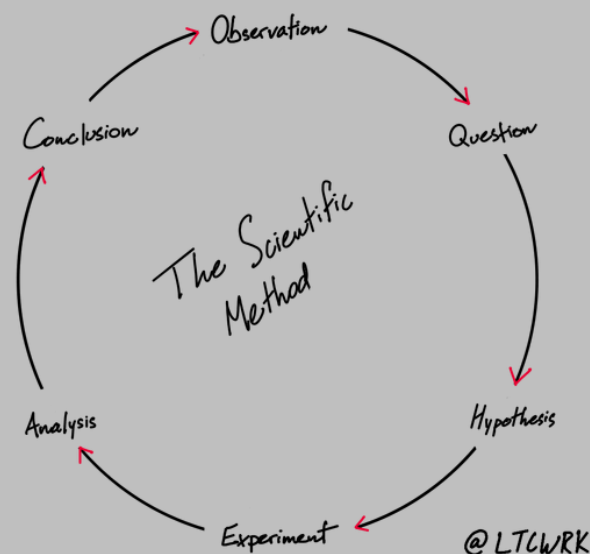 Observation
Question
Hypothesis
Experiment
Analysis
Conclusion
The Scientific
Method
@LTCWRK